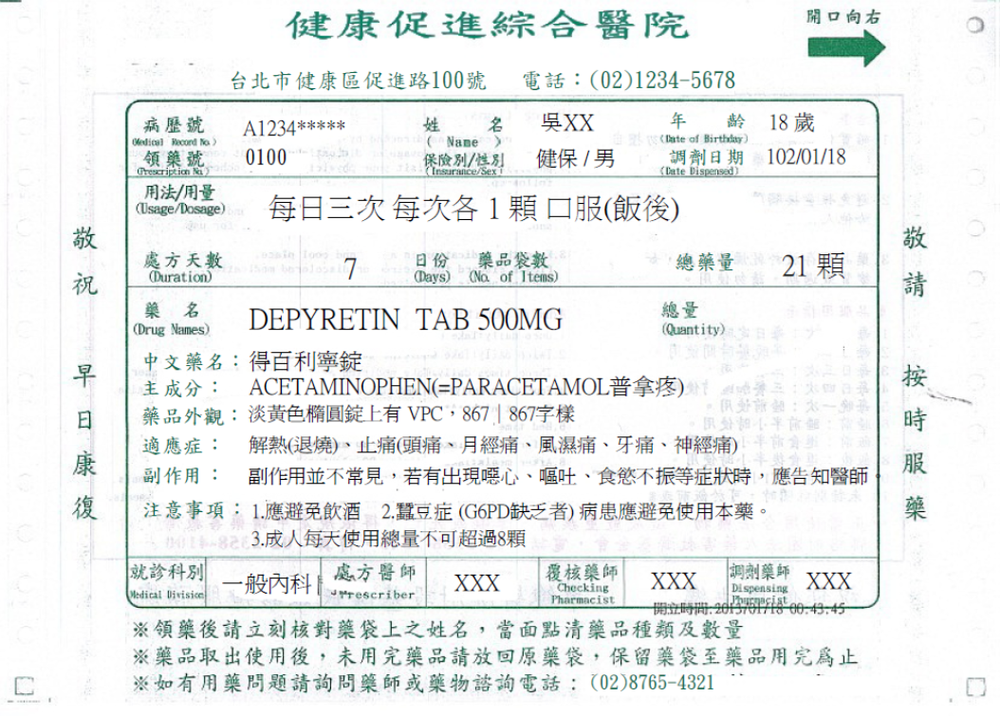 健康促進綜合醫院
開口向右
台北市健康區促進路100號 電話：(02)1234-5678
病歷號 (Medical Record No.) A1234***** 姓 名 (Name) 吳XX 年 齡 (Date of Birthday) 18 歲
領藥號 (Prescription No.) 0100 保險別/性別 (Insurance/Sex) 健保 / 男 調劑日期 (Date Dispensed) 102/01/18
用法/用量 (Usage/Dosage) 每日三次 每次各 1 顆 口服(飯後)
處方天數 (Duration) 7 日份 (Days) 藥品袋數 (No. of Items) 總藥量 21 顆
藥 名 (Drug Names) DEPYRETIN TAB 500MG 總量 (Quantity)
中文藥名：得百利寧錠
主成分： ACETAMINOPHEN(=PARACETAMOL普拿疼)
藥品外觀：淡黃色橢圓錠上有 VPC，867 | 867字樣
適應症： 解熱(退燒)、止痛(頭痛、月經痛、風濕痛、牙痛、神經痛)
副作用： 副作用並不常見，若有出現噁心、嘔吐、食慾不振等症狀時，應告知醫師。
注意事項：1.應避免飲酒 2.蠶豆症 (G6PD缺乏者) 病患應避免使用本藥。
3.成人每天使用總量不可超過8顆
就診科別 Medical Division 一般內科 處方醫師 Prescriber XXX 覆核藥師 Checking Pharmacist XXX 調劑藥師 Dispensing Pharmacist XXX
開立時間:2013/01/18 00:43:45
※領藥後請立刻核對藥袋上之姓名，當面點清藥品種類及數量
※藥品取出使用後，未用完藥品請放回原藥袋，保留藥袋至藥品用完為止
※如有用藥問題請詢問藥師或藥物諮詢電話：(02)8765-4321
敬祝 早日康復
敬請 按時服藥